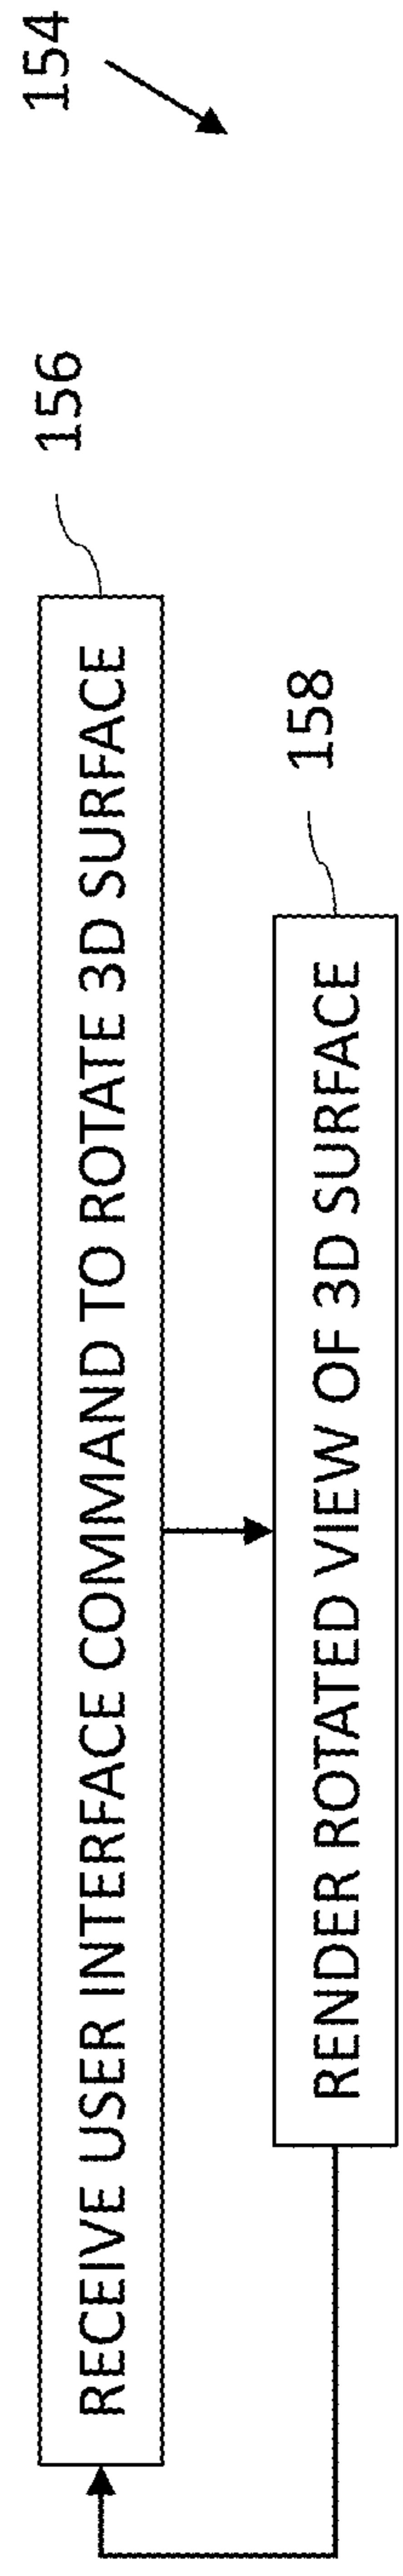 154
156
RECEIVE USER INTERFACE COMMAND TO ROTATE 3D SURFACE
158
RENDER ROTATED VIEW OF 3D SURFACE